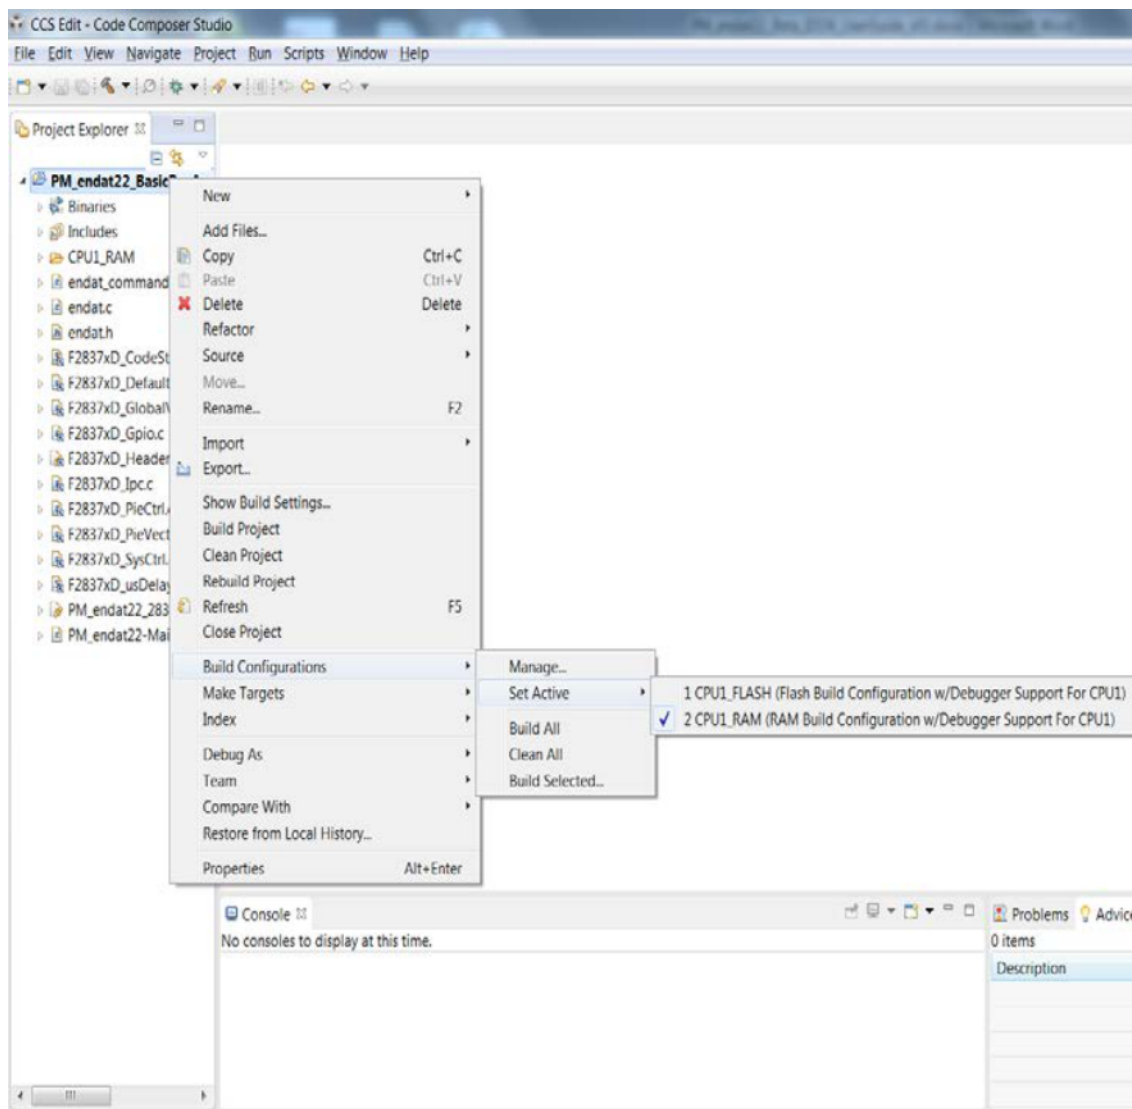 CCS Edit - Code Composer Studio
File Edit View Navigate Project Run Scripts Window Help
Project Explorer
PM_endat22_Basic
Binaries
Includes
CPU1_RAM
endat_command
endat.c
endat.h
F2837xD_CodeSt
F2837xD_Default
F2837xD_Global
F2837xD_Gpio.c
F2837xD_Header
F2837xD_Ipc.c
F2837xD_PieCtrl.
F2837xD_PieVect
F2837xD_SysCtrl.
F2837xD_usDelay
PM_endat22_283
PM_endat22-Mai
New
Add Files...
Copy Ctrl+C
Paste Ctrl+V
Delete Delete
Refactor
Source
Move...
Rename... F2
Import
Export...
Show Build Settings...
Build Project
Clean Project
Rebuild Project
Refresh F5
Close Project
Build Configurations
Make Targets
Index
Debug As
Team
Compare With
Restore from Local History...
Properties Alt+Enter
Manage...
Set Active
Build All
Clean All
Build Selected...
1 CPU1_FLASH (Flash Build Configuration w/Debugger Support For CPU1)
2 CPU1_RAM (RAM Build Configuration w/Debugger Support For CPU1)
Console
No consoles to display at this time.
Problems Advice
0 items
Description